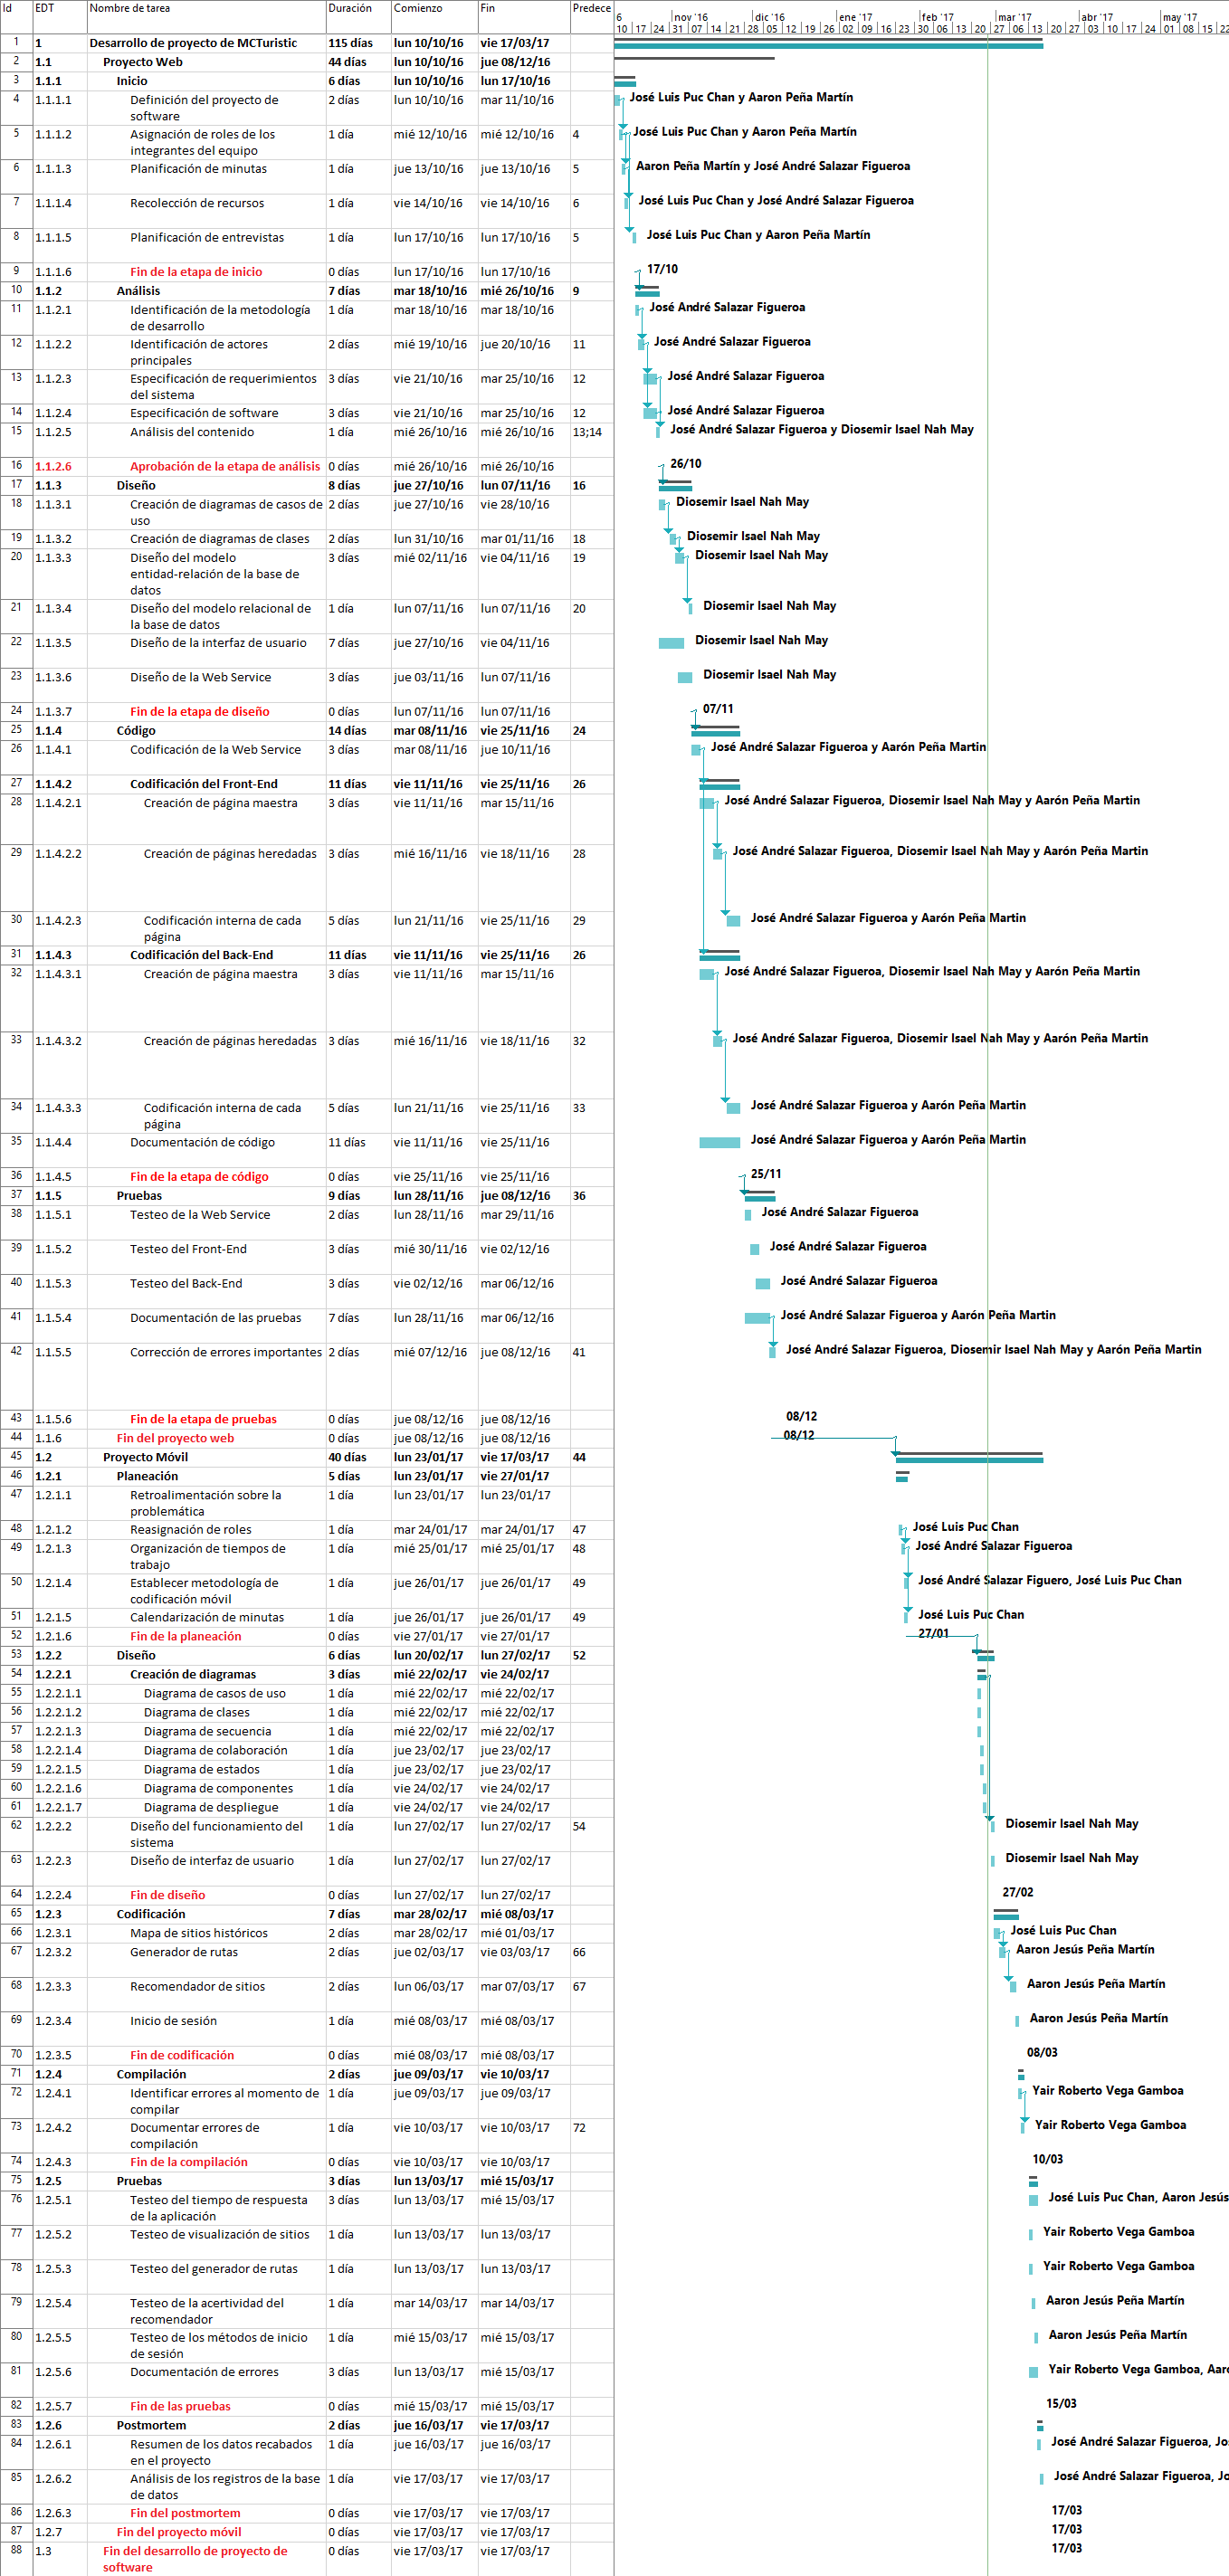 Id EDT Nombre de tarea Duración Comienzo Fin Predece
6 nov '16 dic '16 ene '17 feb '17 mar '17 abr '17 may '17
10 17 24 31 07 14 21 28 05 12 19 26 02 09 16 23 30 06 13 20 27 06 13 20 27 03 10 17 24 01 08 15 22
1 1 Desarrollo de proyecto de MCTuristic 115 días lun 10/10/16 vie 17/03/17
2 1.1 Proyecto Web 44 días lun 10/10/16 jue 08/12/16
3 1.1.1 Inicio 6 días lun 10/10/16 lun 17/10/16
4 1.1.1.1 Definición del proyecto de 2 días lun 10/10/16 mar 11/10/16 José Luis Puc Chan y Aaron Peña Martín
software
5 1.1.1.2 Asignación de roles de los 1 día mié 12/10/16 mié 12/10/16 4 José Luis Puc Chan y Aaron Peña Martín
integrantes del equipo
6 1.1.1.3 Planificación de minutas 1 día jue 13/10/16 jue 13/10/16 5 Aaron Peña Martín y José André Salazar Figueroa
7 1.1.1.4 Recolección de recursos 1 día vie 14/10/16 vie 14/10/16 6 José Luis Puc Chan y José André Salazar Figueroa
8 1.1.1.5 Planificación de entrevistas 1 día lun 17/10/16 lun 17/10/16 5 José Luis Puc Chan y Aaron Peña Martín
9 1.1.1.6 Fin de la etapa de inicio 0 días lun 17/10/16 lun 17/10/16 17/10
10 1.1.2 Análisis 7 días mar 18/10/16 mié 26/10/16 9
11 1.1.2.1 Identificación de la metodología 1 día mar 18/10/16 mar 18/10/16 José André Salazar Figueroa
de desarrollo
12 1.1.2.2 Identificación de actores 2 días mié 19/10/16 jue 20/10/16 11 José André Salazar Figueroa
principales
13 1.1.2.3 Especificación de requerimientos 3 días vie 21/10/16 mar 25/10/16 12 José André Salazar Figueroa
del sistema
14 1.1.2.4 Especificación de software 3 días vie 21/10/16 mar 25/10/16 12 José André Salazar Figueroa
15 1.1.2.5 Análisis del contenido 1 día mié 26/10/16 mié 26/10/16 13;14 José André Salazar Figueroa y Diosemir Isael Nah May
16 1.1.2.6 Aprobación de la etapa de análisis 0 días mié 26/10/16 mié 26/10/16 26/10
17 1.1.3 Diseño 8 días jue 27/10/16 lun 07/11/16 16
18 1.1.3.1 Creación de diagramas de casos de 2 días jue 27/10/16 vie 28/10/16 Diosemir Isael Nah May
uso
19 1.1.3.2 Creación de diagramas de clases 2 días lun 31/10/16 mar 01/11/16 18 Diosemir Isael Nah May
20 1.1.3.3 Diseño del modelo 3 días mié 02/11/16 vie 04/11/16 19 Diosemir Isael Nah May
entidad-relación de la base de
datos
21 1.1.3.4 Diseño del modelo relacional de 1 día lun 07/11/16 lun 07/11/16 20 Diosemir Isael Nah May
la base de datos
22 1.1.3.5 Diseño de la interfaz de usuario 7 días jue 27/10/16 vie 04/11/16 Diosemir Isael Nah May
23 1.1.3.6 Diseño de la Web Service 3 días jue 03/11/16 lun 07/11/16 Diosemir Isael Nah May
24 1.1.3.7 Fin de la etapa de diseño 0 días lun 07/11/16 lun 07/11/16 07/11
25 1.1.4 Código 14 días mar 08/11/16 vie 25/11/16 24
26 1.1.4.1 Codificación de la Web Service 3 días mar 08/11/16 jue 10/11/16 José André Salazar Figueroa y Aarón Peña Martin
27 1.1.4.2 Codificación del Front-End 11 días vie 11/11/16 vie 25/11/16 26
28 1.1.4.2.1 Creación de página maestra 3 días vie 11/11/16 mar 15/11/16 José André Salazar Figueroa, Diosemir Isael Nah May y Aarón Peña Martin
29 1.1.4.2.2 Creación de páginas heredadas 3 días mié 16/11/16 vie 18/11/16 28 José André Salazar Figueroa, Diosemir Isael Nah May y Aarón Peña Martin
30 1.1.4.2.3 Codificación interna de cada 5 días lun 21/11/16 vie 25/11/16 29 José André Salazar Figueroa y Aarón Peña Martin
página
31 1.1.4.3 Codificación del Back-End 11 días vie 11/11/16 vie 25/11/16 26
32 1.1.4.3.1 Creación de página maestra 3 días vie 11/11/16 mar 15/11/16 José André Salazar Figueroa, Diosemir Isael Nah May y Aarón Peña Martin
33 1.1.4.3.2 Creación de páginas heredadas 3 días mié 16/11/16 vie 18/11/16 32 José André Salazar Figueroa, Diosemir Isael Nah May y Aarón Peña Martin
34 1.1.4.3.3 Codificación interna de cada 5 días lun 21/11/16 vie 25/11/16 33 José André Salazar Figueroa y Aarón Peña Martin
página
35 1.1.4.4 Documentación de código 11 días vie 11/11/16 vie 25/11/16 José André Salazar Figueroa y Aarón Peña Martin
36 1.1.4.5 Fin de la etapa de código 0 días vie 25/11/16 vie 25/11/16 25/11
37 1.1.5 Pruebas 9 días lun 28/11/16 jue 08/12/16 36
38 1.1.5.1 Testeo de la Web Service 2 días lun 28/11/16 mar 29/11/16 José André Salazar Figueroa
39 1.1.5.2 Testeo del Front-End 3 días mié 30/11/16 vie 02/12/16 José André Salazar Figueroa
40 1.1.5.3 Testeo del Back-End 3 días vie 02/12/16 mar 06/12/16 José André Salazar Figueroa
41 1.1.5.4 Documentación de las pruebas 7 días lun 28/11/16 mar 06/12/16 José André Salazar Figueroa y Aarón Peña Martin
42 1.1.5.5 Corrección de errores importantes 2 días mié 07/12/16 jue 08/12/16 41 José André Salazar Figueroa, Diosemir Isael Nah May y Aarón Peña Martin
43 1.1.5.6 Fin de la etapa de pruebas 0 días jue 08/12/16 jue 08/12/16 08/12
44 1.1.6 Fin del proyecto web 0 días jue 08/12/16 jue 08/12/16 08/12
45 1.2 Proyecto Móvil 40 días lun 23/01/17 vie 17/03/17 44
46 1.2.1 Planeación 5 días lun 23/01/17 vie 27/01/17
47 1.2.1.1 Retroalimentación sobre la 1 día lun 23/01/17 lun 23/01/17
problemática
48 1.2.1.2 Reasignación de roles 1 día mar 24/01/17 mar 24/01/17 47 José Luis Puc Chan
49 1.2.1.3 Organización de tiempos de 1 día mié 25/01/17 mié 25/01/17 48 José André Salazar Figueroa
trabajo
50 1.2.1.4 Establecer metodología de 1 día jue 26/01/17 jue 26/01/17 49 José André Salazar Figuero, José Luis Puc Chan
codificación móvil
51 1.2.1.5 Calendarización de minutas 1 día jue 26/01/17 jue 26/01/17 49 José Luis Puc Chan
52 1.2.1.6 Fin de la planeación 0 días vie 27/01/17 vie 27/01/17 27/01
53 1.2.2 Diseño 6 días lun 20/02/17 lun 27/02/17 52
54 1.2.2.1 Creación de diagramas 3 días mié 22/02/17 vie 24/02/17
55 1.2.2.1.1 Diagrama de casos de uso 1 día mié 22/02/17 mié 22/02/17
56 1.2.2.1.2 Diagrama de clases 1 día mié 22/02/17 mié 22/02/17
57 1.2.2.1.3 Diagrama de secuencia 1 día mié 22/02/17 mié 22/02/17
58 1.2.2.1.4 Diagrama de colaboración 1 día jue 23/02/17 jue 23/02/17
59 1.2.2.1.5 Diagrama de estados 1 día jue 23/02/17 jue 23/02/17
60 1.2.2.1.6 Diagrama de componentes 1 día vie 24/02/17 vie 24/02/17
61 1.2.2.1.7 Diagrama de despliegue 1 día vie 24/02/17 vie 24/02/17
62 1.2.2.2 Diseño del funcionamiento del 1 día lun 27/02/17 lun 27/02/17 54 Diosemir Isael Nah May
sistema
63 1.2.2.3 Diseño de interfaz de usuario 1 día lun 27/02/17 lun 27/02/17 Diosemir Isael Nah May
64 1.2.2.4 Fin de diseño 0 días lun 27/02/17 lun 27/02/17 27/02
65 1.2.3 Codificación 7 días mar 28/02/17 mié 08/03/17
66 1.2.3.1 Mapa de sitios históricos 2 días mar 28/02/17 mié 01/03/17 José Luis Puc Chan
67 1.2.3.2 Generador de rutas 2 días jue 02/03/17 vie 03/03/17 66 Aaron Jesús Peña Martín
68 1.2.3.3 Recomendador de sitios 2 días lun 06/03/17 mar 07/03/17 67 Aaron Jesús Peña Martín
69 1.2.3.4 Inicio de sesión 1 día mié 08/03/17 mié 08/03/17 Aaron Jesús Peña Martín
70 1.2.3.5 Fin de codificación 0 días mié 08/03/17 mié 08/03/17 08/03
71 1.2.4 Compilación 2 días jue 09/03/17 vie 10/03/17
72 1.2.4.1 Identificar errores al momento de 1 día jue 09/03/17 jue 09/03/17 Yair Roberto Vega Gamboa
compilar
73 1.2.4.2 Documentar errores de 1 día vie 10/03/17 vie 10/03/17 72 Yair Roberto Vega Gamboa
compilación
74 1.2.4.3 Fin de la compilación 0 días vie 10/03/17 vie 10/03/17 10/03
75 1.2.5 Pruebas 3 días lun 13/03/17 mié 15/03/17
76 1.2.5.1 Testeo del tiempo de respuesta 3 días lun 13/03/17 mié 15/03/17 José Luis Puc Chan, Aaron Jesús
de la aplicación
77 1.2.5.2 Testeo de visualización de sitios 1 día lun 13/03/17 lun 13/03/17 Yair Roberto Vega Gamboa
78 1.2.5.3 Testeo del generador de rutas 1 día lun 13/03/17 lun 13/03/17 Yair Roberto Vega Gamboa
79 1.2.5.4 Testeo de la acertividad del 1 día mar 14/03/17 mar 14/03/17 Aaron Jesús Peña Martín
recomendador
80 1.2.5.5 Testeo de los métodos de inicio 1 día mié 15/03/17 mié 15/03/17 Aaron Jesús Peña Martín
de sesión
81 1.2.5.6 Documentación de errores 3 días lun 13/03/17 mié 15/03/17 Yair Roberto Vega Gamboa, Aaro
82 1.2.5.7 Fin de las pruebas 0 días mié 15/03/17 mié 15/03/17 15/03
83 1.2.6 Postmortem 2 días jue 16/03/17 vie 17/03/17
84 1.2.6.1 Resumen de los datos recabados 1 día jue 16/03/17 jue 16/03/17 José André Salazar Figueroa, Jo
en el proyecto
85 1.2.6.2 Análisis de los registros de la base 1 día vie 17/03/17 vie 17/03/17 José André Salazar Figueroa, Jo
de datos
86 1.2.6.3 Fin del postmortem 0 días vie 17/03/17 vie 17/03/17 17/03
87 1.2.7 Fin del proyecto móvil 0 días vie 17/03/17 vie 17/03/17 17/03
88 1.3 Fin del desarrollo de proyecto de 0 días vie 17/03/17 vie 17/03/17 17/03
software